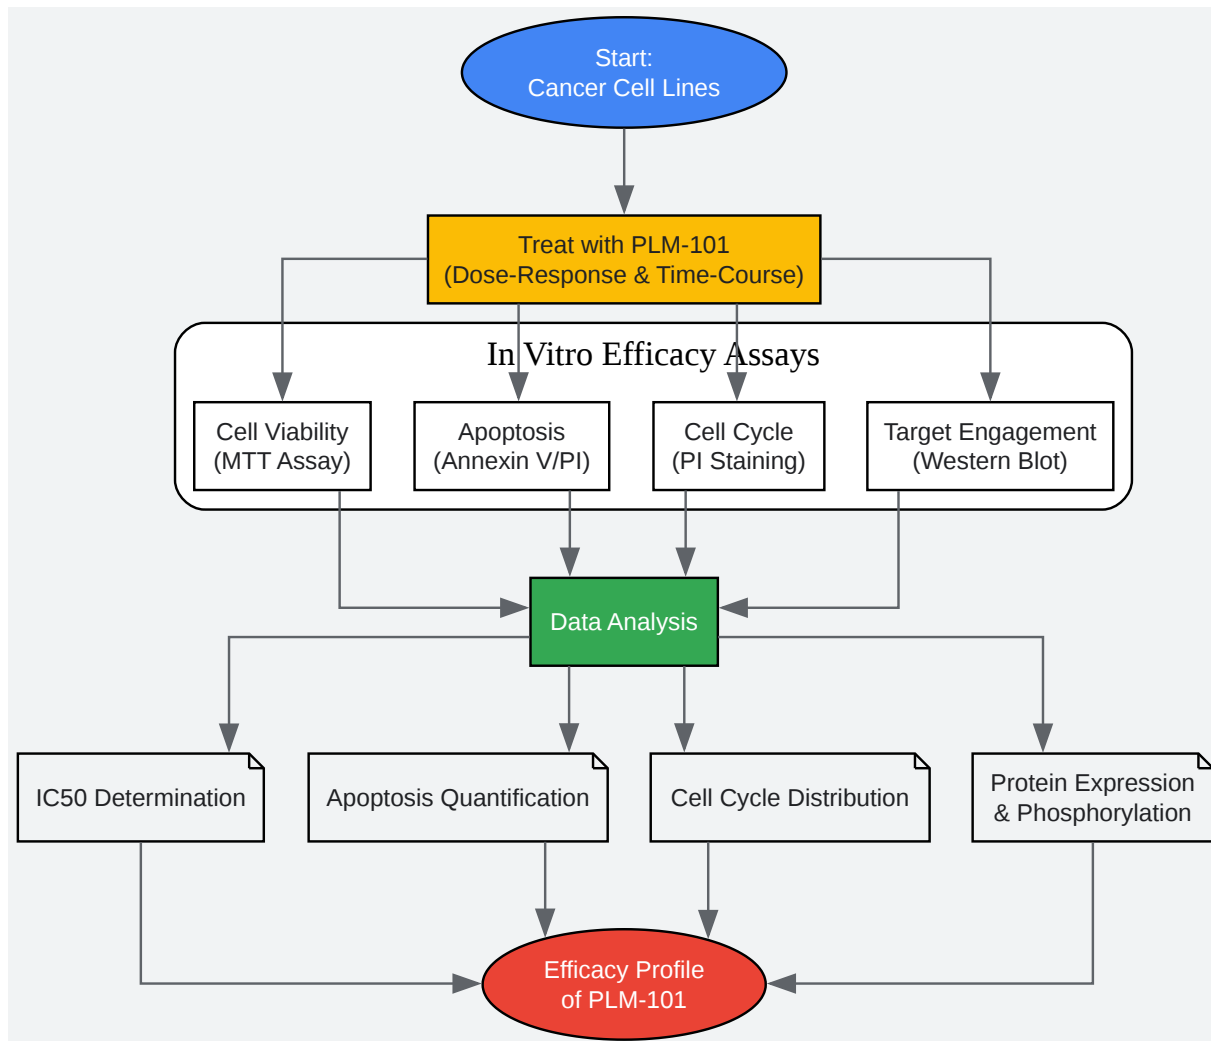 Start:
Cancer Cell Lines
Treat with PLM-101
(Dose-Response & Time-Course)
In Vitro Efficacy Assays
Cell Viability
(MTT Assay)
Apoptosis
(Annexin V/PI)
Cell Cycle
(PI Staining)
Target Engagement
(Western Blot)
Data Analysis
IC50 Determination
Apoptosis Quantification
Cell Cycle Distribution
Protein Expression
& Phosphorylation
Efficacy Profile
of PLM-101